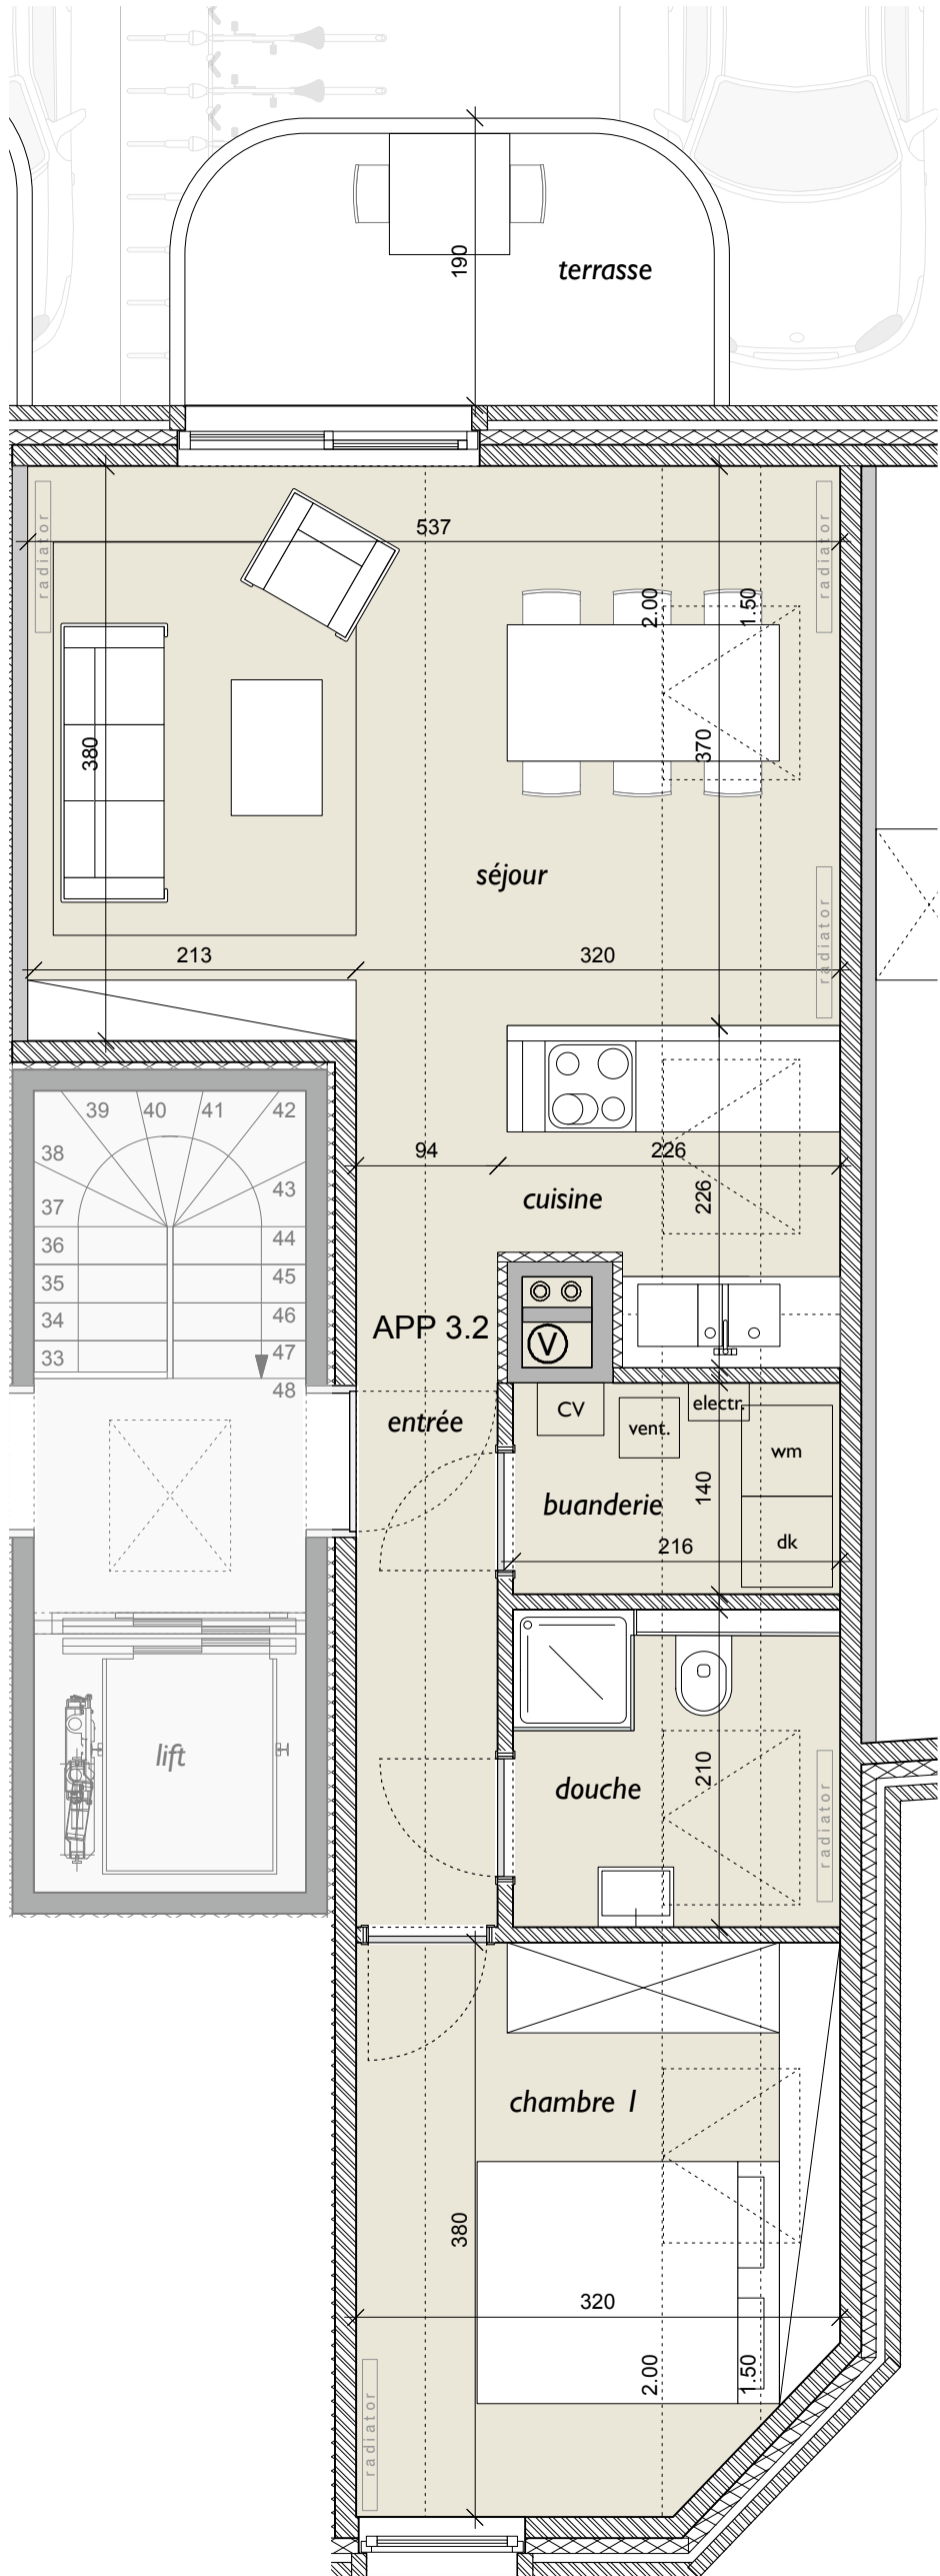 190
terrasse
537
radiator
radiator
2.00
1.50
380
370
séjour
radiator
213
320
39
40
41
42
38
43
37
94
226
cuisine
226
36
44
35
45
34
46
33
47
48
APP 3.2
V
entrée
CV
vent.
electr.
wm
buanderie
140
216
dk
lift
douche
210
radiator
chambre 1
380
320
2.00
1.50
radiator